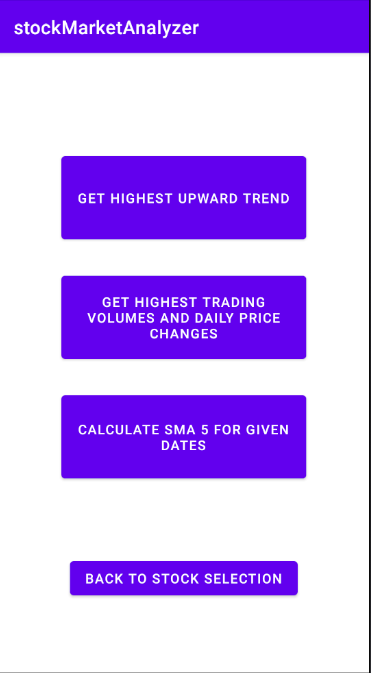 stockMarketAnalyzer
GET HIGHEST UPWARD TREND
GET HIGHEST TRADING
VOLUMES AND DAILY PRICE
CHANGES
CALCULATE SMA 5 FOR GIVEN
DATES
BACK TO STOCK SELECTION